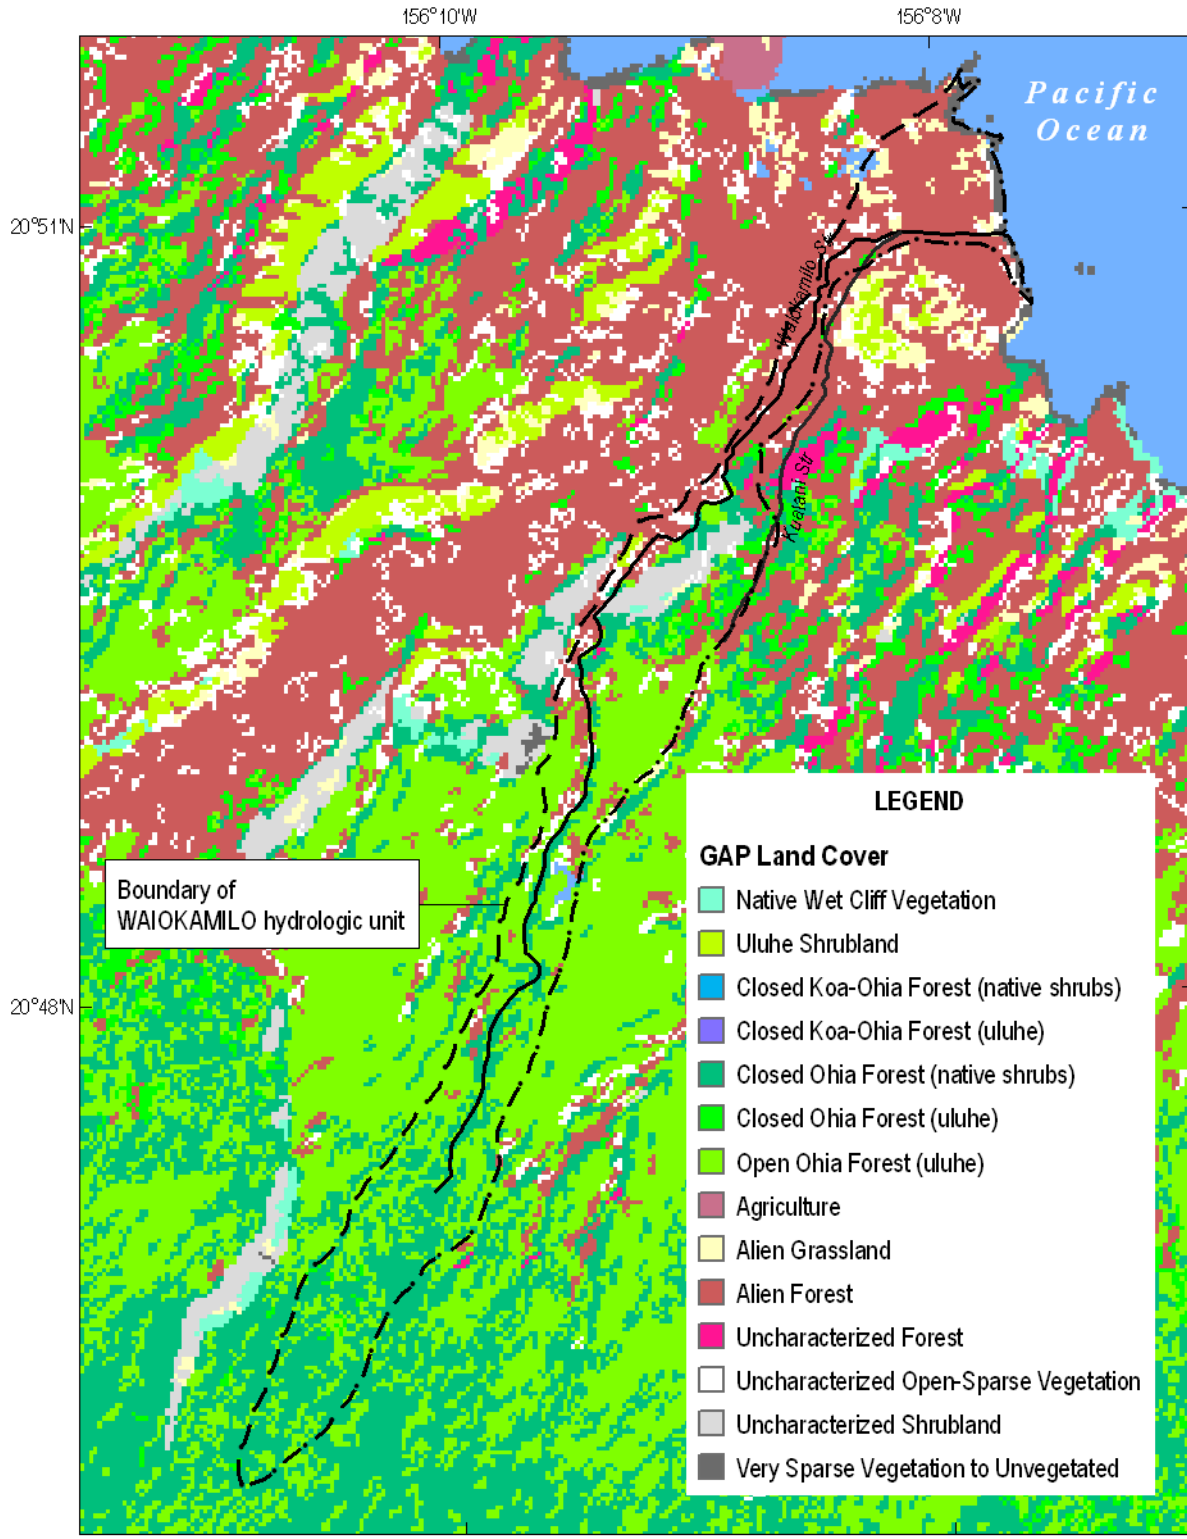 156°10'W
156°8'W
Pacific
Ocean
20°51'N
Waiokamilo Str
Kualani Str
LEGEND
GAP Land Cover
Native Wet Cliff Vegetation
Uluhe Shrubland
Closed Koa-Ohia Forest (native shrubs)
Closed Koa-Ohia Forest (uluhe)
Closed Ohia Forest (native shrubs)
Closed Ohia Forest (uluhe)
Open Ohia Forest (uluhe)
Agriculture
Alien Grassland
Alien Forest
Uncharacterized Forest
Uncharacterized Open-Sparse Vegetation
Uncharacterized Shrubland
Very Sparse Vegetation to Unvegetated
Boundary of
WAIOKAMILO hydrologic unit
20°48'N